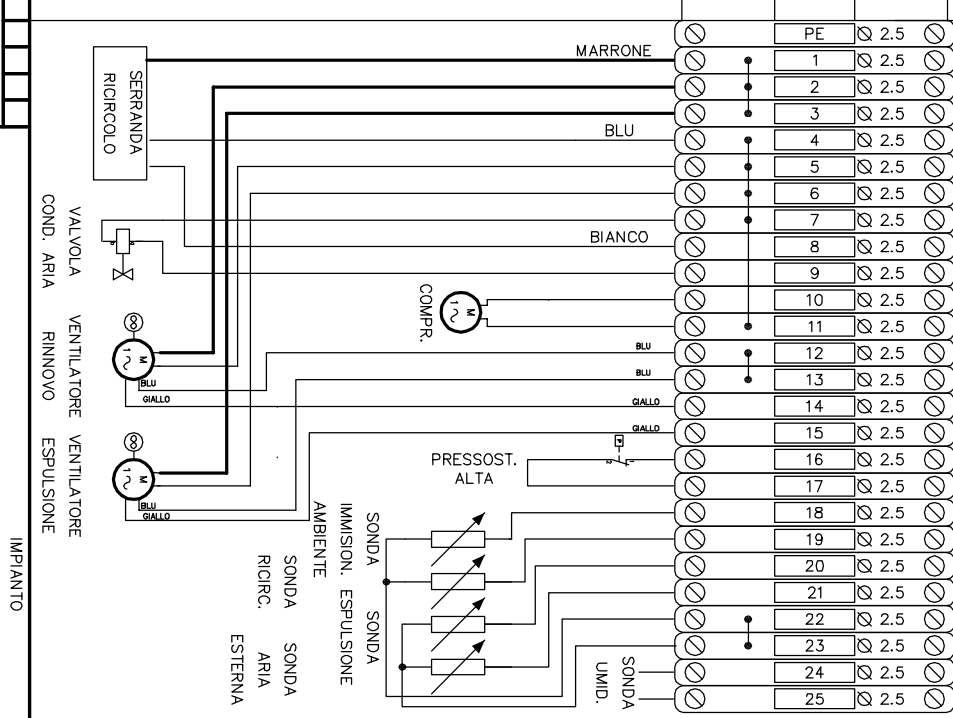 PE 2.5
MARRONE 1 2.5
2 2.5
3 2.5
BLU 4 2.5
5 2.5
6 2.5
7 2.5
BIANCO 8 2.5
9 2.5
10 2.5
11 2.5
BLU 12 2.5
BLU 13 2.5
GIALLO 14 2.5
GIALLO 15 2.5
16 2.5
17 2.5
18 2.5
19 2.5
20 2.5
21 2.5
22 2.5
23 2.5
24 2.5
25 2.5
SERRANDA
RICIRCOLO
VALVOLA
COND. ARIA
COMPR.
M
1
VENTILATORE
RINNOVO
M
1
BLU
GIALLO
VENTILATORE
ESPULSIONE
M
1
BLU
GIALLO
PRESSOST.
ALTA
P
SONDA
IMMISION.
AMBIENTE
SONDA
ESPULSIONE
SONDA
RICIRC.
SONDA
ARIA
ESTERNA
SONDA
UMID.
IMPIANTO